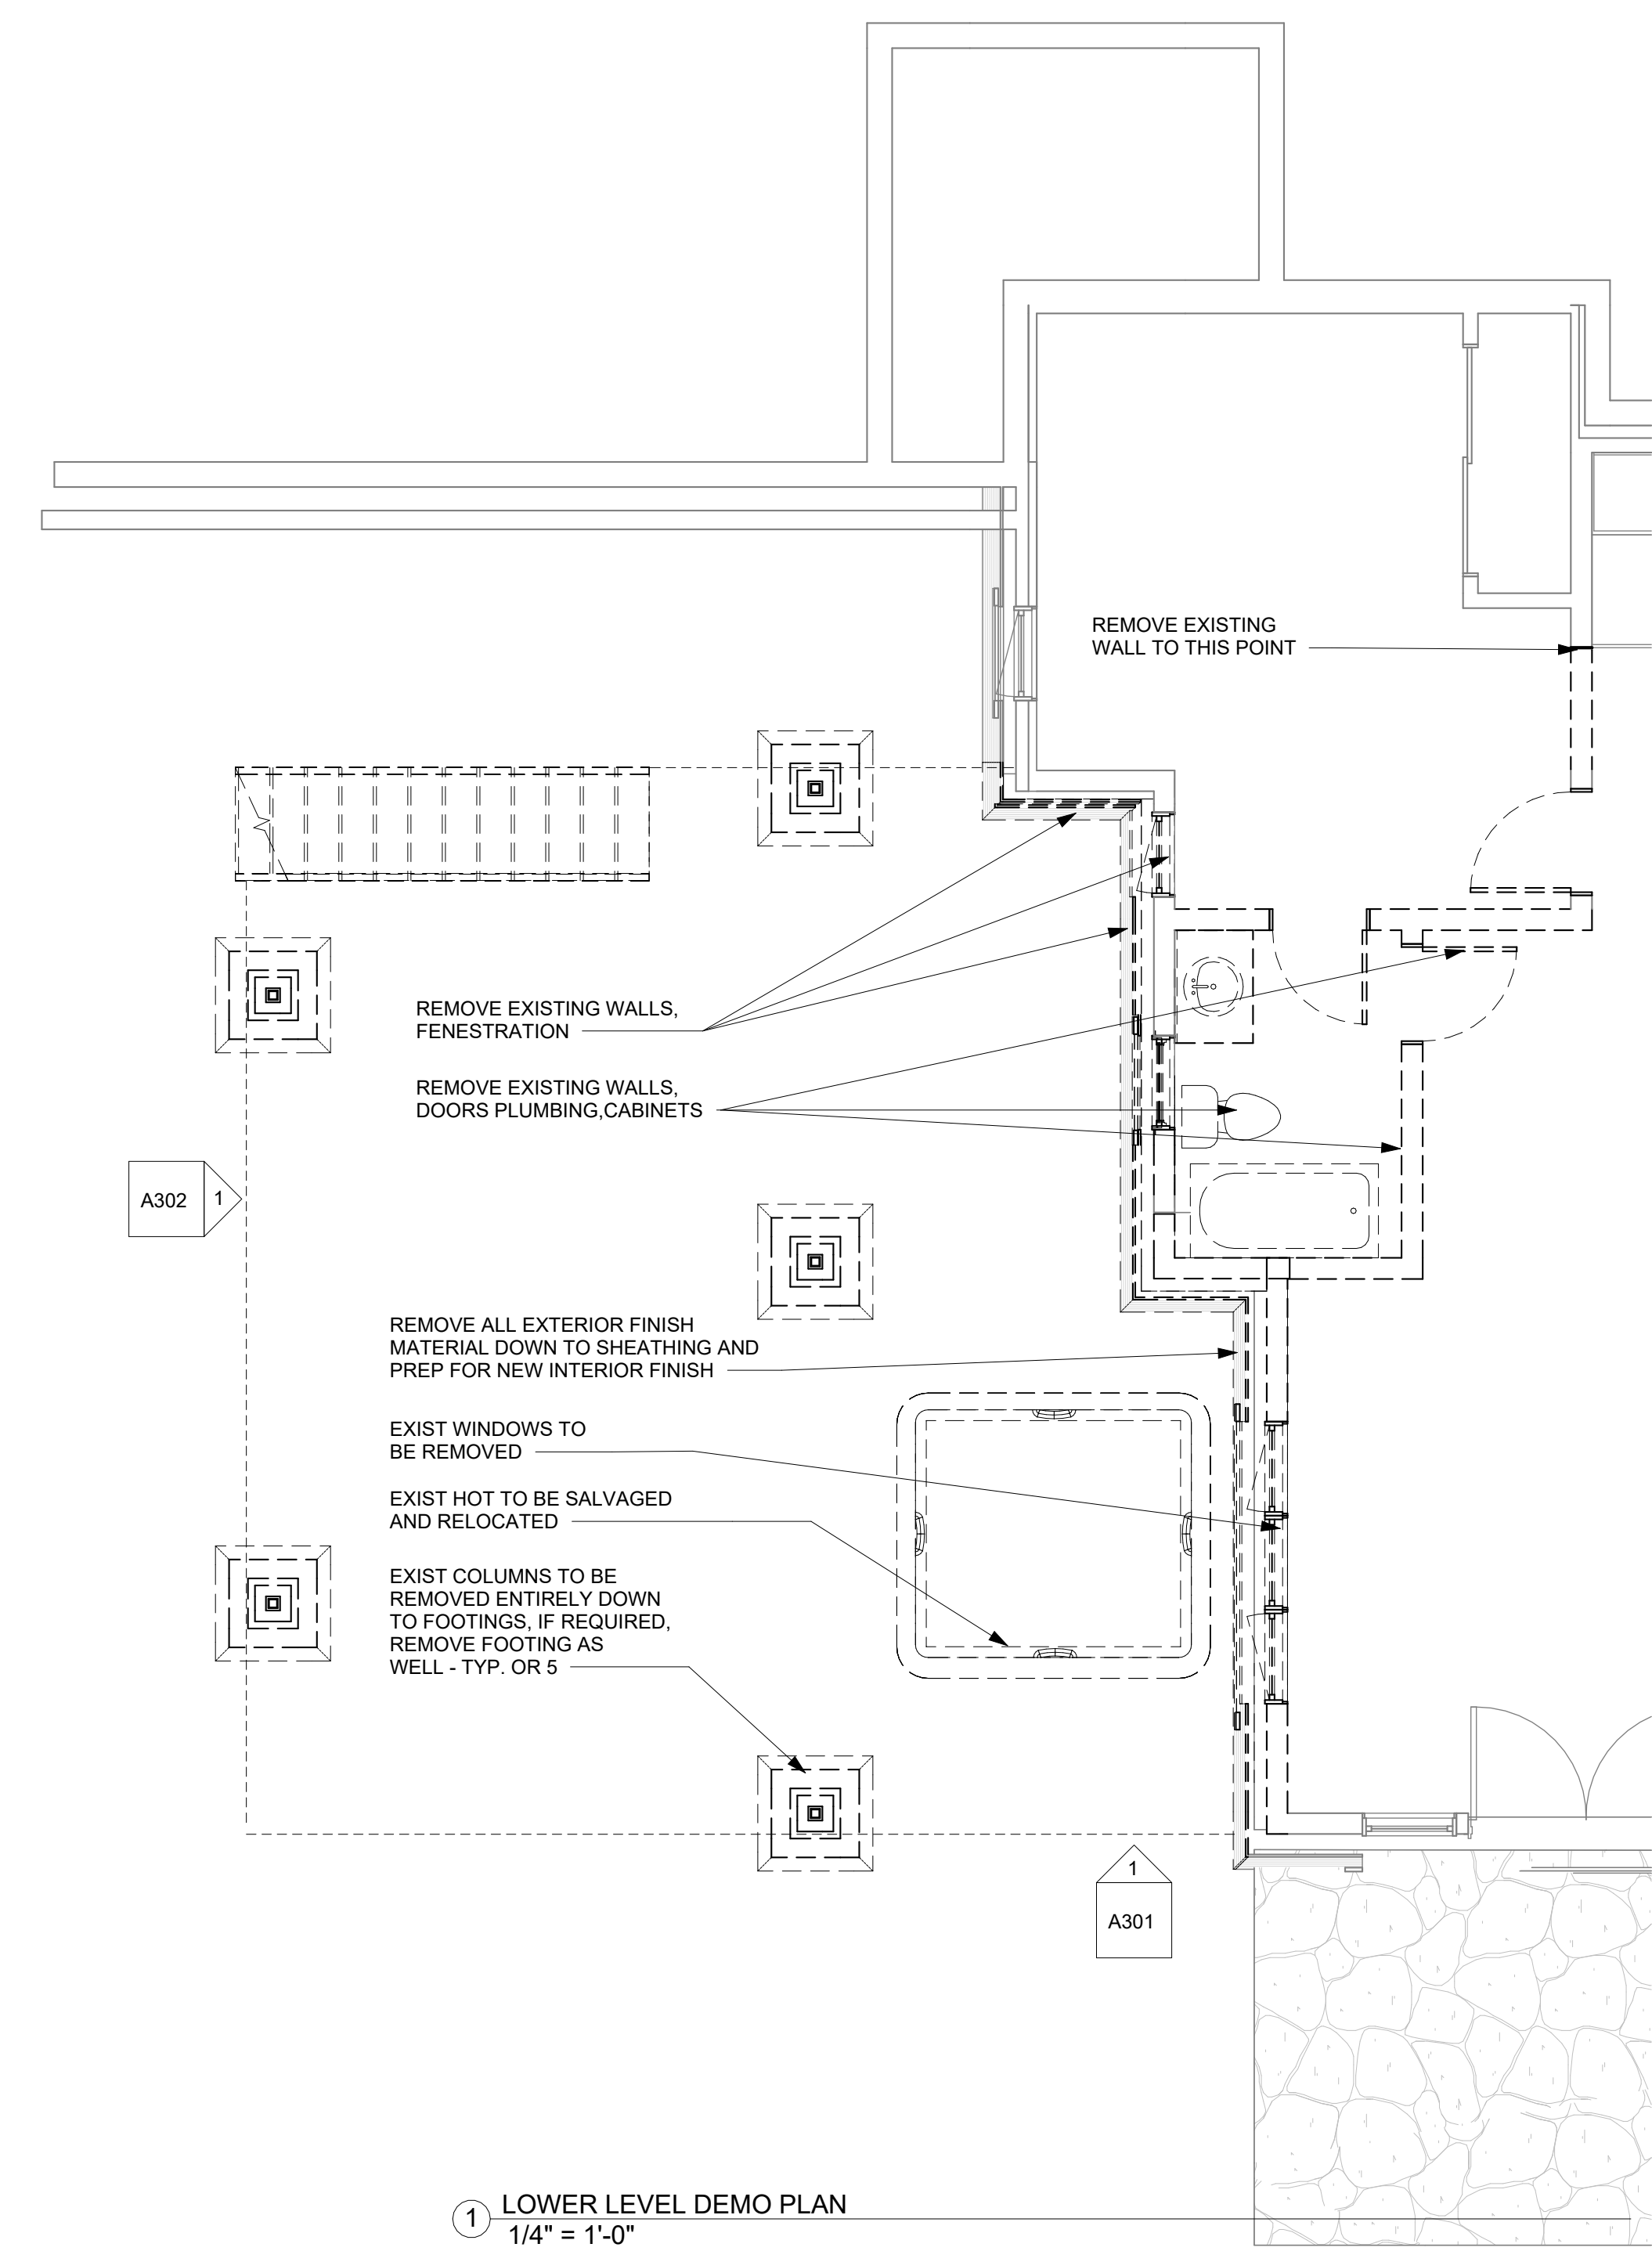 REMOVE EXISTING
WALL TO THIS POINT
REMOVE EXISTING WALLS,
FENESTRATION
REMOVE EXISTING WALLS,
DOORS PLUMBING,CABINETS
A302
1
REMOVE ALL EXTERIOR FINISH
MATERIAL DOWN TO SHEATHING AND
PREP FOR NEW INTERIOR FINISH
EXIST WINDOWS TO
BE REMOVED
EXIST HOT TO BE SALVAGED
AND RELOCATED
EXIST COLUMNS TO BE
REMOVED ENTIRELY DOWN
TO FOOTINGS, IF REQUIRED,
REMOVE FOOTING AS
WELL - TYP. OR 5
1
A301
1
LOWER LEVEL DEMO PLAN
1/4" = 1'-0"